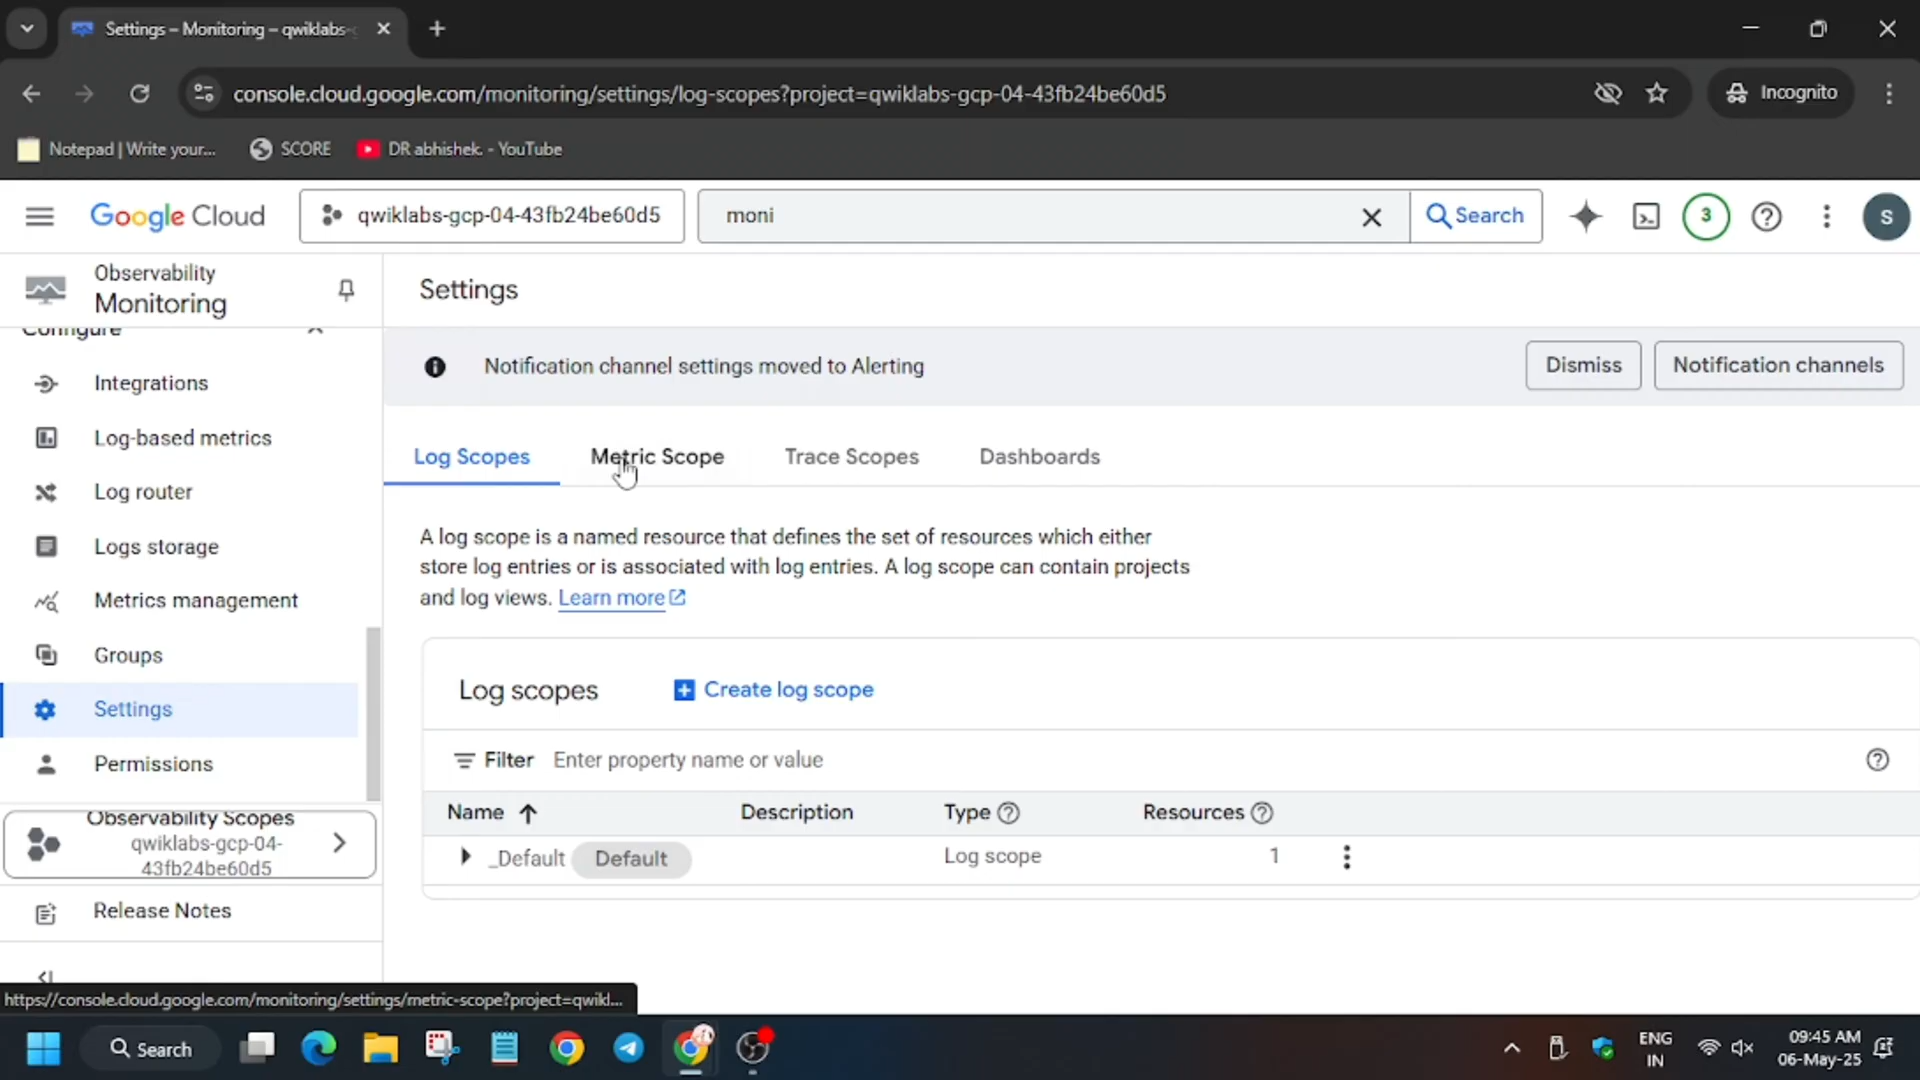 Settings – Monitoring – qwiklabs-
console.cloud.google.com/monitoring/settings/log-scopes?project=qwiklabs-gcp-04-43fb24be60d5
Incognito
Notepad | Write your...
SCORE
DR abhishek. - YouTube
Google Cloud
qwiklabs-gcp-04-43fb24be60d5
moni
Search
3
S
Observability
Monitoring
Settings
Configure
Notification channel settings moved to Alerting
Dismiss
Notification channels
Integrations
Log-based metrics
Log router
Logs storage
Metrics management
Groups
Settings
Permissions
Observability Scopes
qwiklabs-gcp-04-
43fb24be60d5
Release Notes
Log Scopes
Metric Scope
Trace Scopes
Dashboards
A log scope is a named resource that defines the set of resources which either
store log entries or is associated with log entries. A log scope can contain projects
and log views. Learn more
Log scopes
Create log scope
Filter
Enter property name or value
Name
Description
Type
Resources
_Default
Default
Log scope
1
https://console.cloud.google.com/monitoring/settings/metric-scope?project=qwikl...
Search
ENG
IN
09:45 AM
06-May-25